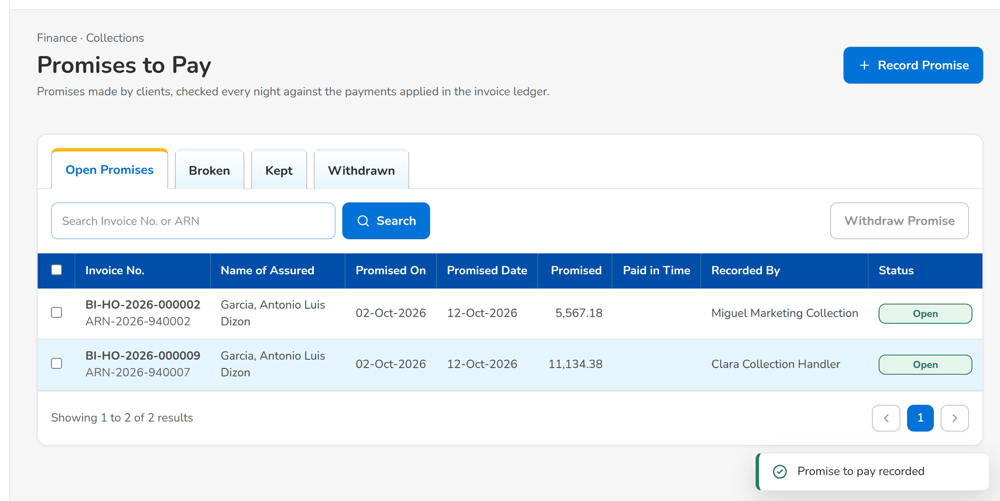 Finance · Collections
Promises to Pay
Promises made by clients, checked every night against the payments applied in the invoice ledger.
+ Record Promise
Open Promises
Broken
Kept
Withdrawn
Search Invoice No. or ARN
Search
Withdraw Promise
Invoice No. Name of Assured Promised On Promised Date Promised Paid in Time Recorded By Status
BI-HO-2026-000002 Garcia, Antonio Luis 02-Oct-2026 12-Oct-2026 5,567.18 Miguel Marketing Collection Open
ARN-2026-940002 Dizon
BI-HO-2026-000009 Garcia, Antonio Luis 02-Oct-2026 12-Oct-2026 11,134.38 Clara Collection Handler Open
ARN-2026-940007 Dizon
Showing 1 to 2 of 2 results
1
Promise to pay recorded